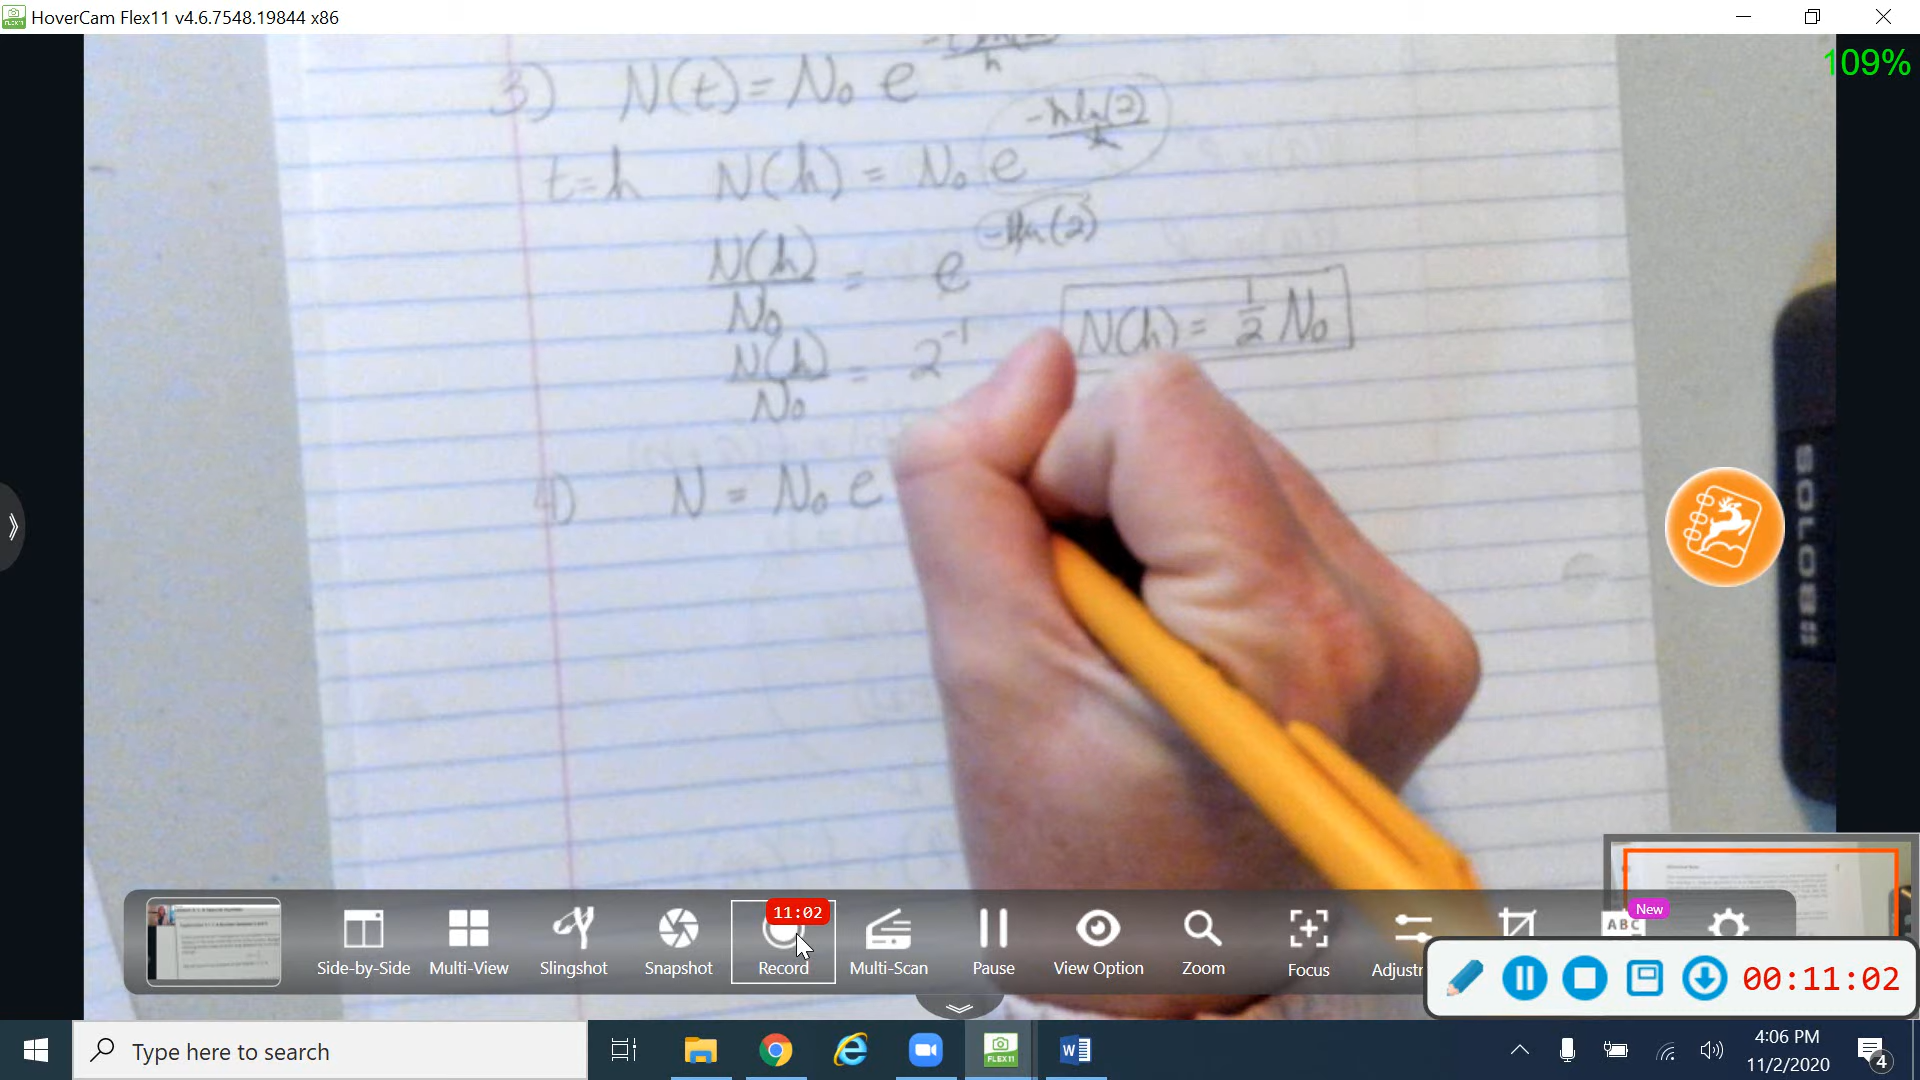 HoverCam Flex11 v4.6.7548.19844 x86
109%
3) N(t) = N₀ e
h
t=h N(h) = N₀ e^(-h ln(2)/h)
N(h)/N₀ = e^(-1 ln(2))
N(h)/N₀ = 2⁻¹
N(h) = 1/2 N₀
4) N = N₀ e
SOLO8#
New
ABC
11:02
Side-by-Side
Multi-View
Slingshot
Snapshot
Record
Multi-Scan
Pause
View Option
Zoom
Focus
00:11:02
Type here to search
FLEX11
4:06 PM
11/2/2020
4